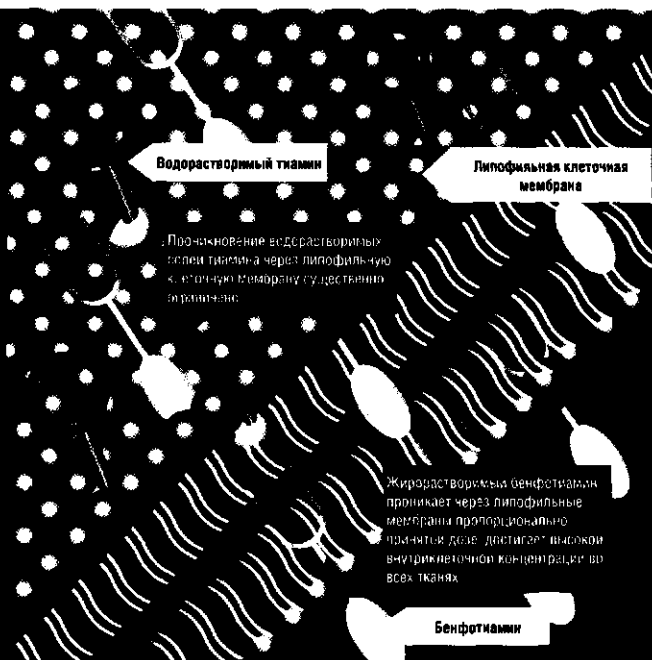 Водорастворимый тиамин
Липофильная клеточная
мембрана
Проникновение водорастворимых
солей тиамина через липофильную
клеточную мембрану существенно
ограничено
Жирорастворимый бенфотиамин
проникает через липофильные
мембраны пропорционально
принятой дозе, достигает высокой
внутриклеточной концентрации во
всех тканях
Бенфотиамин